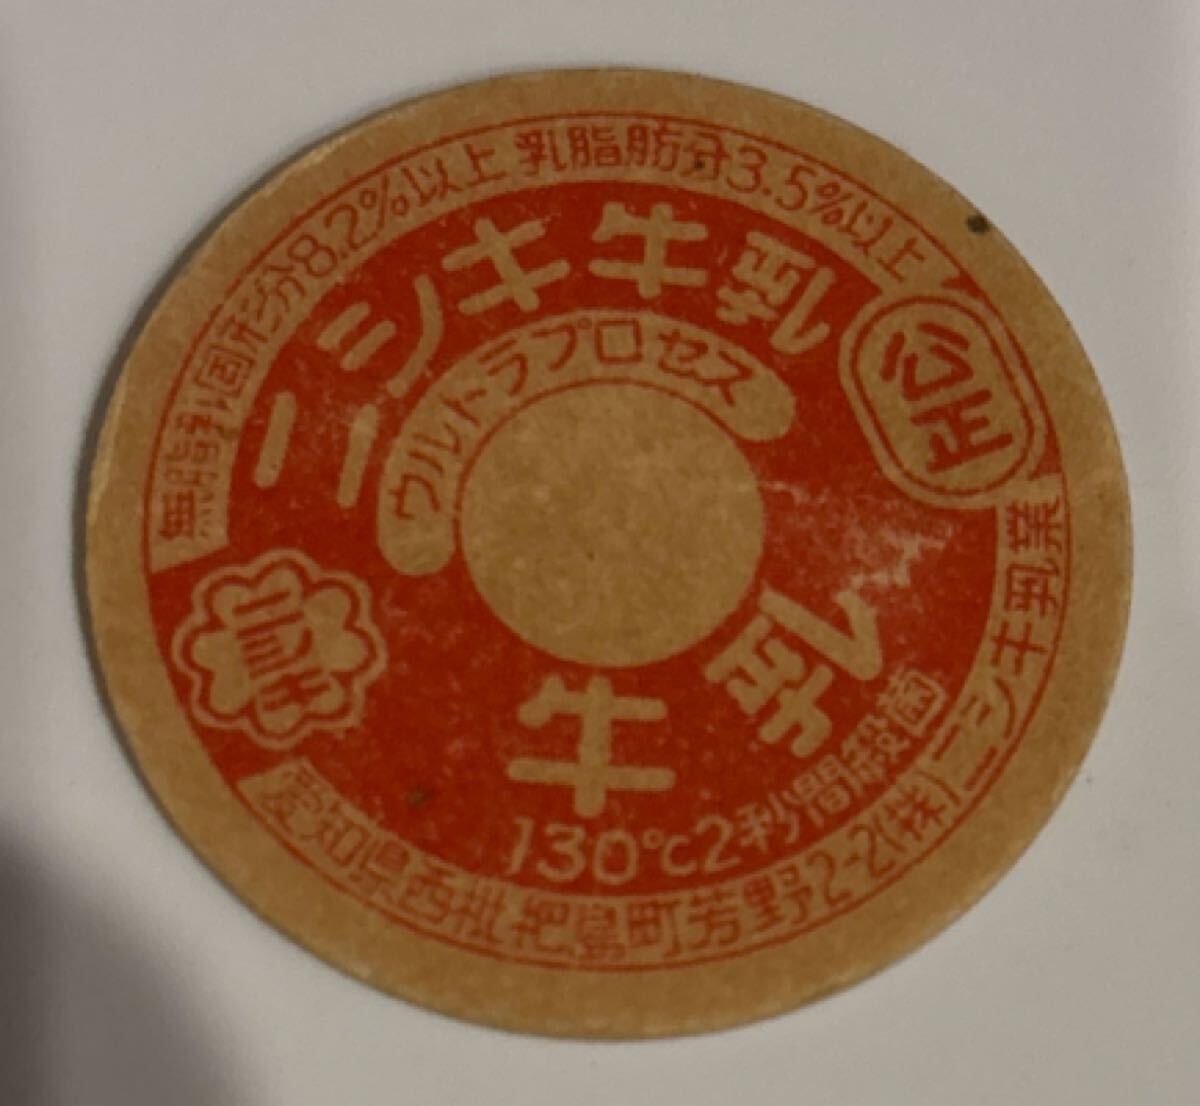 無脂乳固形分8.2%以上 乳脂肪分3.5%以上
ニシキ牛乳
ウルトラプロセス
公正
牛乳
130℃2秒間殺菌
愛知県西枇把島町芳野2-2(株)ニシキ牛乳業